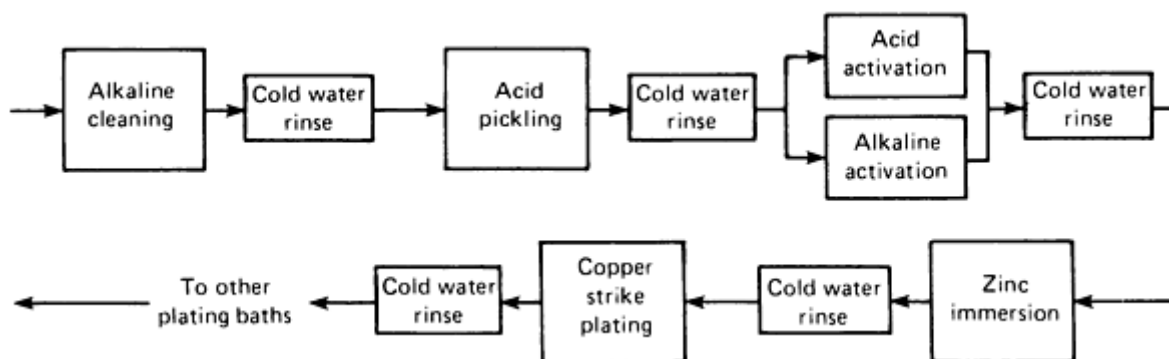 Alkaline
cleaning
Cold water
rinse
Acid
pickling
Cold water
rinse
Acid
activation
Alkaline
activation
Cold water
rinse
Zinc
immersion
Cold water
rinse
Copper
strike
plating
Cold water
rinse
To other
plating baths